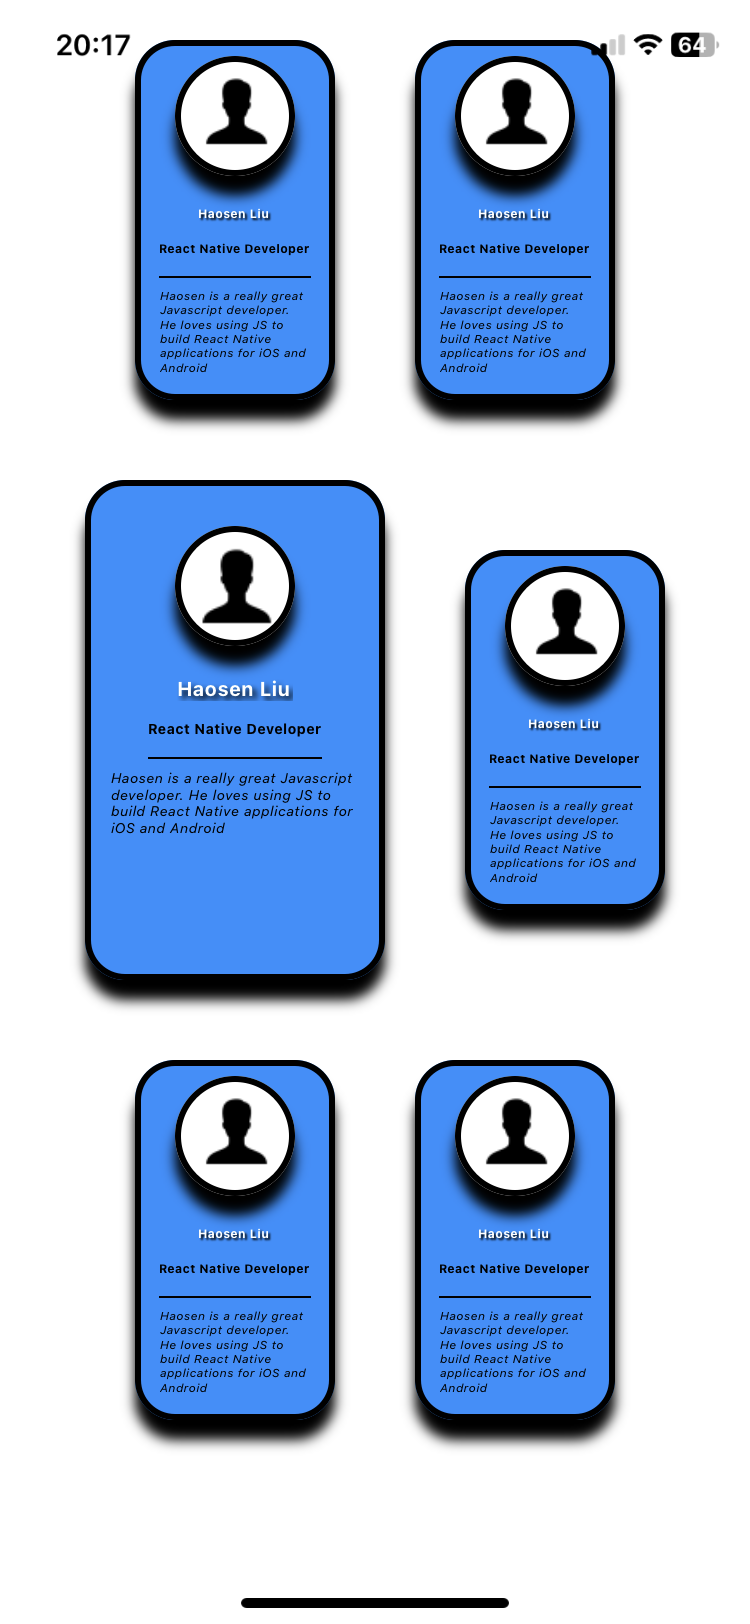 20:17
64
Haosen Liu
React Native Developer
Haosen is a really great
Javascript developer.
He loves using JS to
build React Native
applications for iOS and
Android
Haosen Liu
React Native Developer
Haosen is a really great
Javascript developer.
He loves using JS to
build React Native
applications for iOS and
Android
Haosen Liu
React Native Developer
Haosen is a really great Javascript
developer. He loves using JS to
build React Native applications for
iOS and Android
Haosen Liu
React Native Developer
Haosen is a really great
Javascript developer.
He loves using JS to
build React Native
applications for iOS and
Android
Haosen Liu
React Native Developer
Haosen is a really great
Javascript developer.
He loves using JS to
build React Native
applications for iOS and
Android
Haosen Liu
React Native Developer
Haosen is a really great
Javascript developer.
He loves using JS to
build React Native
applications for iOS and
Android